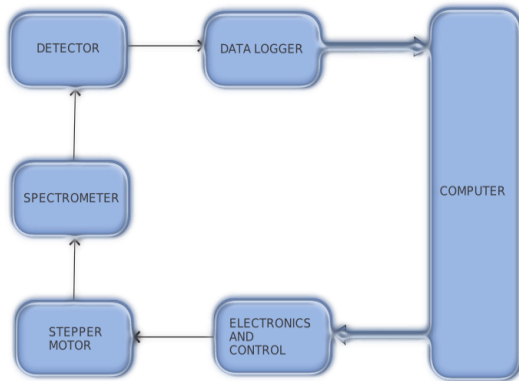 DETECTOR
DATA LOGGER
SPECTROMETER
COMPUTER
STEPPER
MOTOR
ELECTRONICS
AND
CONTROL